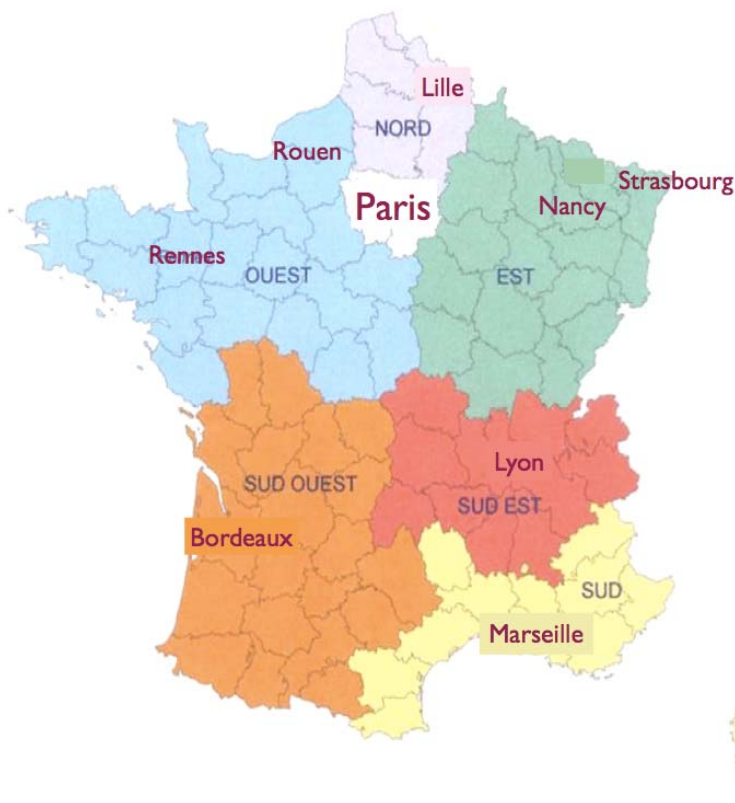 Lille
NORD
Rouen
Strasbourg
Paris
Nancy
Rennes
OUEST
EST
Lyon
SUD OUEST
SUD EST
Bordeaux
SUD
Marseille